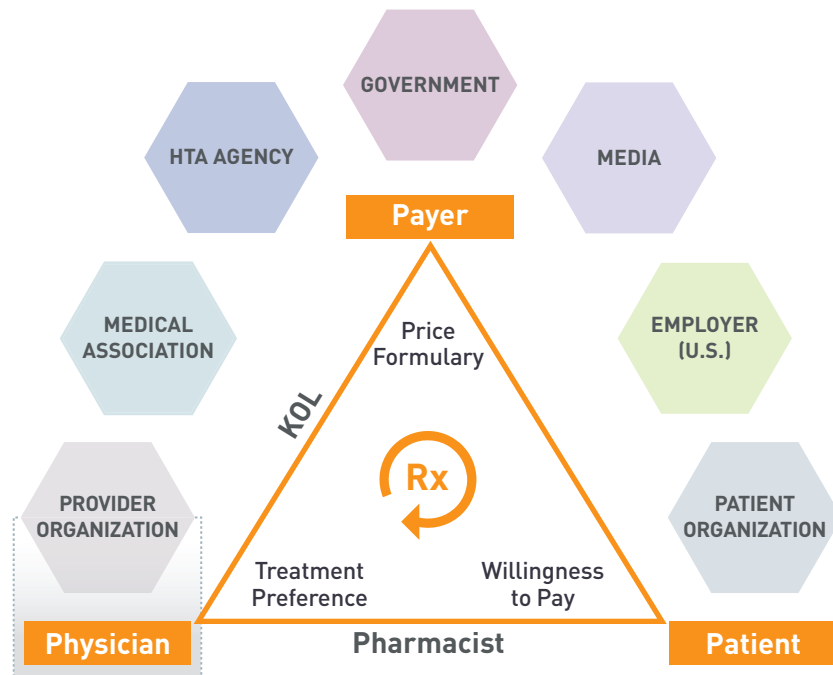 GOVERNMENT
HTA AGENCY
MEDIA
Payer
MEDICAL
ASSOCIATION
EMPLOYER
(U.S.)
Price
Formulary
KOL
Rx
PROVIDER
ORGANIZATION
PATIENT
ORGANIZATION
Treatment
Preference
Willingness
to Pay
Physician
Pharmacist
Patient